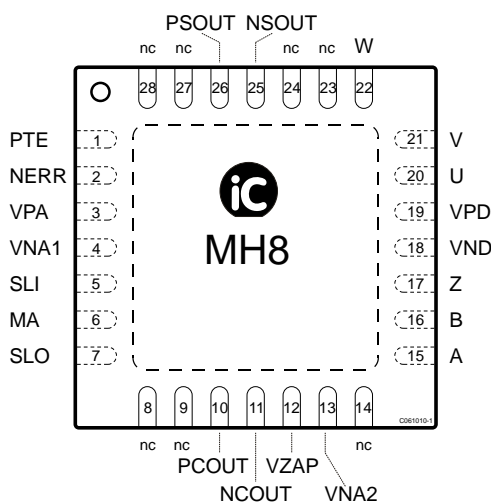 PSOUT NSOUT
nc nc nc nc W
28 27 26 25 24 23 22
PTE 1 21 V
NERR 2 20 U
VPA 3 19 VPD
VNA1 4 18 VND
SLI 5 17 Z
MA 6 16 B
SLO 7 15 A
iC
MH8
8 9 10 11 12 13 14
C061010-1
nc nc nc
PCOUT VZAP
NCOUT VNA2